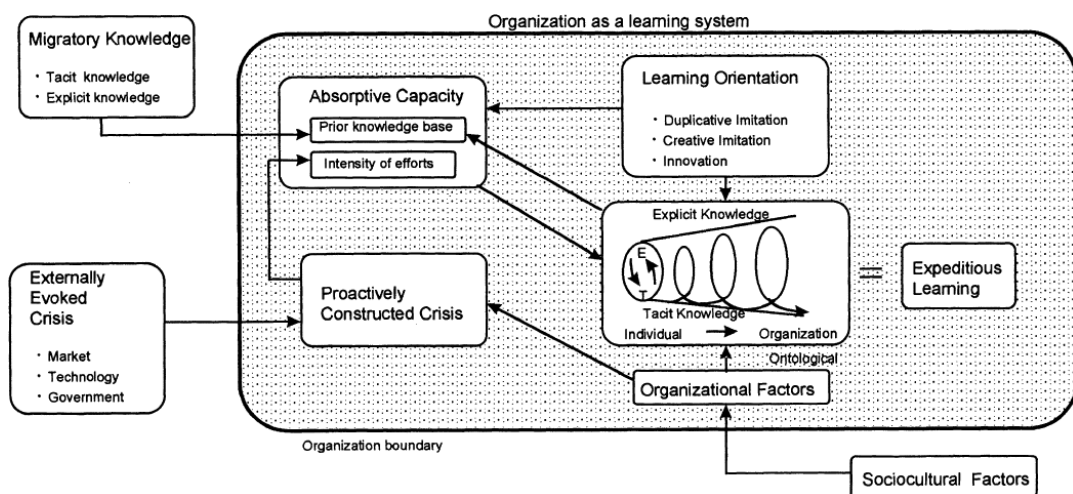 Organization as a learning system
Migratory Knowledge
· Tacit knowledge
· Explicit knowledge
Absorptive Capacity
Prior knowledge base
Intensity of efforts
Learning Orientation
· Duplicative Imitation
· Creative Imitation
· Innovation
Externally
Evoked
Crisis
· Market
· Technology
· Government
Proactively
Constructed Crisis
Explicit Knowledge
E
T
Tacit Knowledge
Individual
Organization
Ontological
=
Expeditious
Learning
Organizational Factors
Organization boundary
Sociocultural Factors